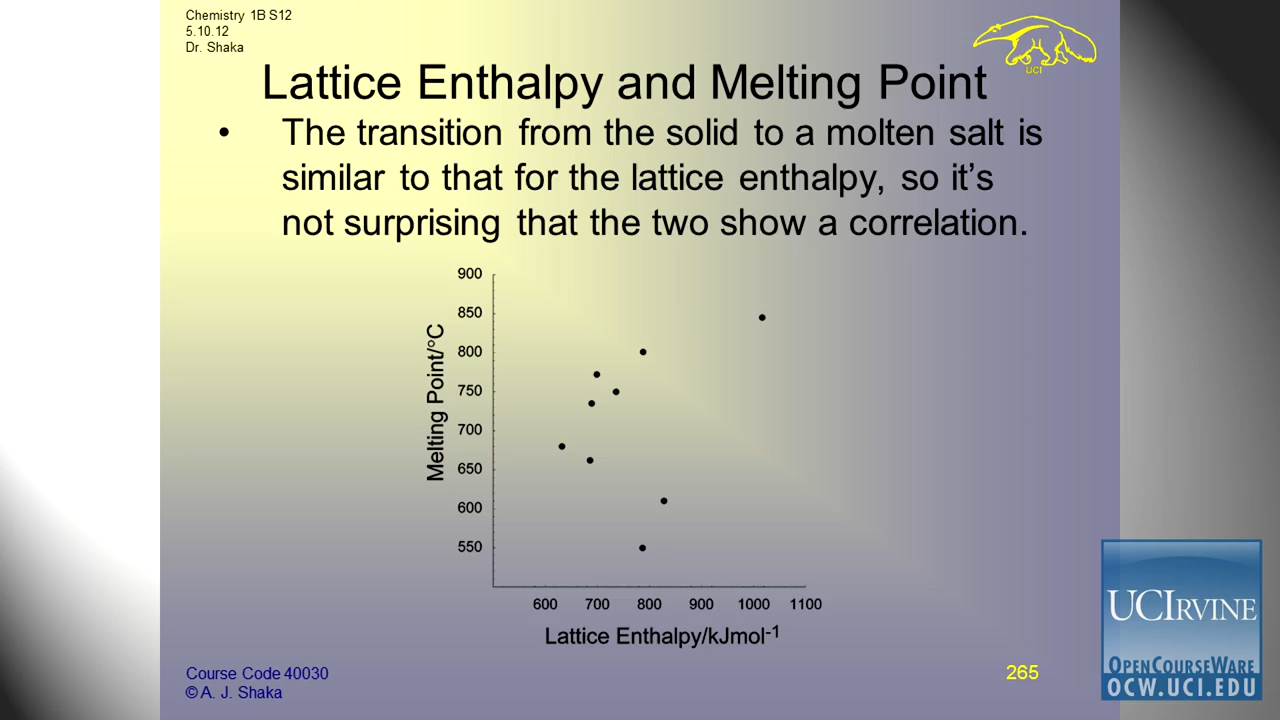 Chemistry 1B S12
5.10.12
Dr. Shaka
UCI
Lattice Enthalpy and Melting Point
• The transition from the solid to a molten salt is
similar to that for the lattice enthalpy, so it’s
not surprising that the two show a correlation.
900
850
800
750
700
650
600
550
Melting Point/°C
600 700 800 900 1000 1100
Lattice Enthalpy/kJmol-1
Course Code 40030
© A. J. Shaka
265
UCIRVINE
OPENCOURSEWARE
OCW.UCI.EDU